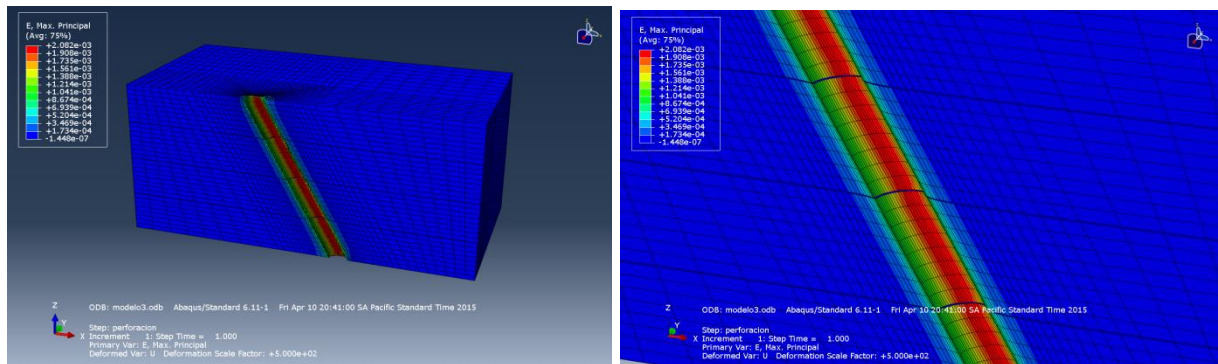 E, Max. Principal
(Avg: 75%)
+2.082e-03
+1.908e-03
+1.735e-03
+1.561e-03
+1.388e-03
+1.214e-03
+1.041e-03
+8.674e-04
+6.939e-04
+5.204e-04
+3.469e-04
+1.734e-04
-1.448e-07
Z
Y
X
ODB: modelo3.odb Abaqus/Standard 6.11-1 Fri Apr 10 20:41:00 SA Pacific Standard Time 2015
Step: perforacion
Increment 1: Step Time = 1.000
Primary Var: E, Max. Principal
Deformed Var: U Deformation Scale Factor: +5.000e+02
E, Max. Principal
(Avg: 75%)
+2.082e-03
+1.908e-03
+1.735e-03
+1.561e-03
+1.388e-03
+1.214e-03
+1.041e-03
+8.674e-04
+6.939e-04
+5.204e-04
+3.469e-04
+1.734e-04
-1.448e-07
Z
Y
X
ODB: modelo3.odb Abaqus/Standard 6.11-1 Fri Apr 10 20:41:00 SA Pacific Standard Time 2015
Step: perforacion
Increment 1: Step Time = 1.000
Primary Var: E, Max. Principal
Deformed Var: U Deformation Scale Factor: +5.000e+02